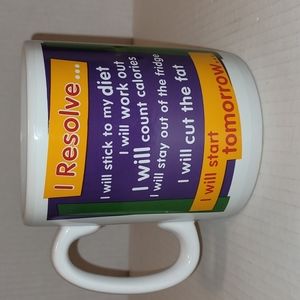 I Resolve...
I will stick to my diet
I will work out
I will count calories
I will stay out of the fridge
I will cut the fat
I will start
tomorrow...